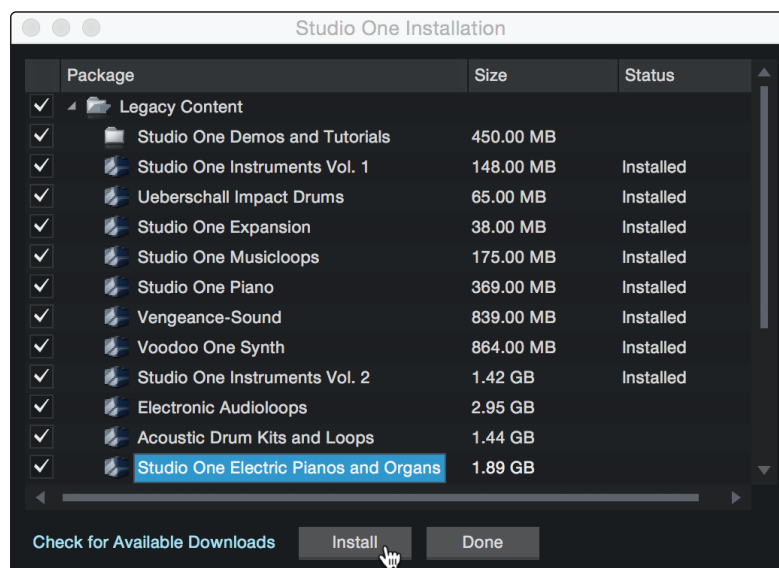 Studio One Installation
Package Size Status
Legacy Content
Studio One Demos and Tutorials 450.00 MB
Studio One Instruments Vol. 1 148.00 MB Installed
Ueberschall Impact Drums 65.00 MB Installed
Studio One Expansion 38.00 MB Installed
Studio One Musicloops 175.00 MB Installed
Studio One Piano 369.00 MB Installed
Vengeance-Sound 839.00 MB Installed
Voodoo One Synth 864.00 MB Installed
Studio One Instruments Vol. 2 1.42 GB Installed
Electronic Audioloops 2.95 GB
Acoustic Drum Kits and Loops 1.44 GB
Studio One Electric Pianos and Organs 1.89 GB
Check for Available Downloads Install Done